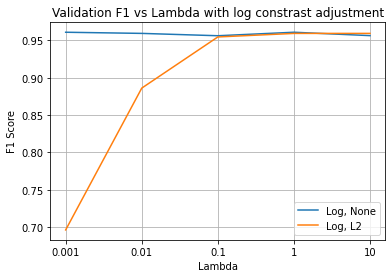 Validation F1 vs Lambda with log constrast adjustment
F1 Score
0.95
0.90
0.85
0.80
0.75
0.70
0.001
0.01
0.1
1
10
Lambda
Log, None
Log, L2